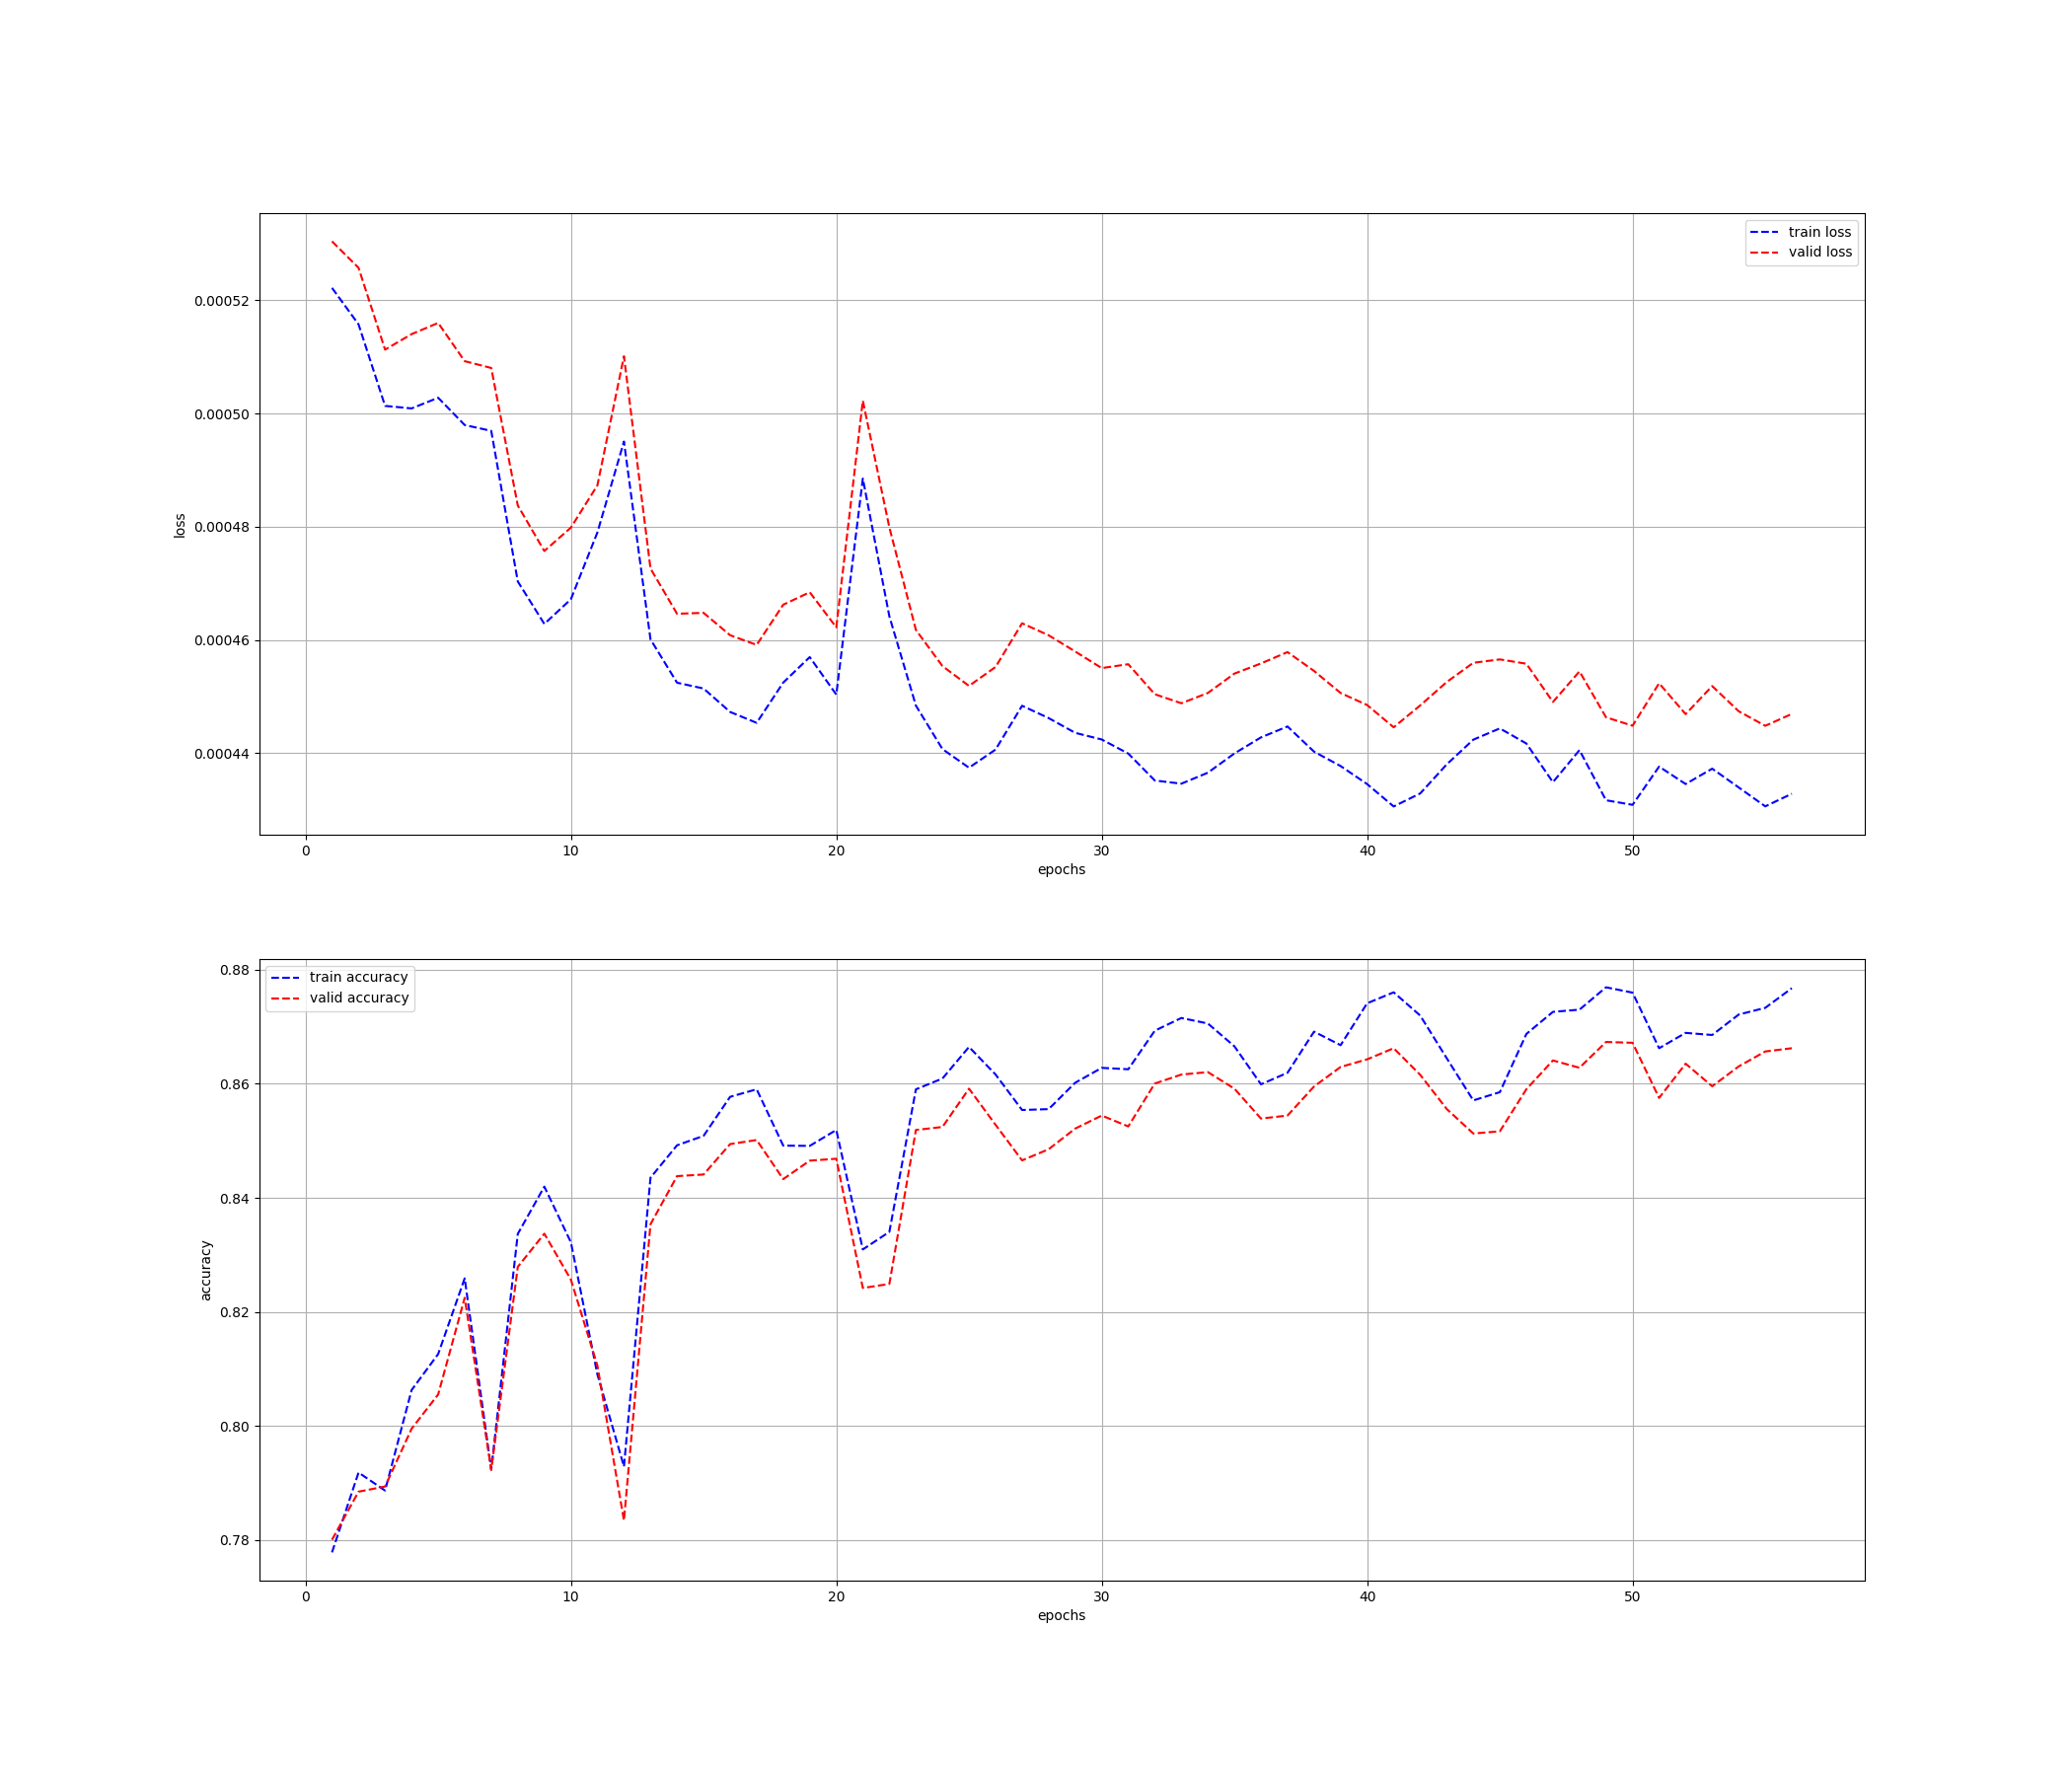 train loss
valid loss
0.00052
0.00050
0.00048
0.00046
0.00044
loss
0 10 20 30 40 50
epochs
train accuracy
valid accuracy
0.88
0.86
0.84
0.82
0.80
0.78
accuracy
0 10 20 30 40 50
epochs